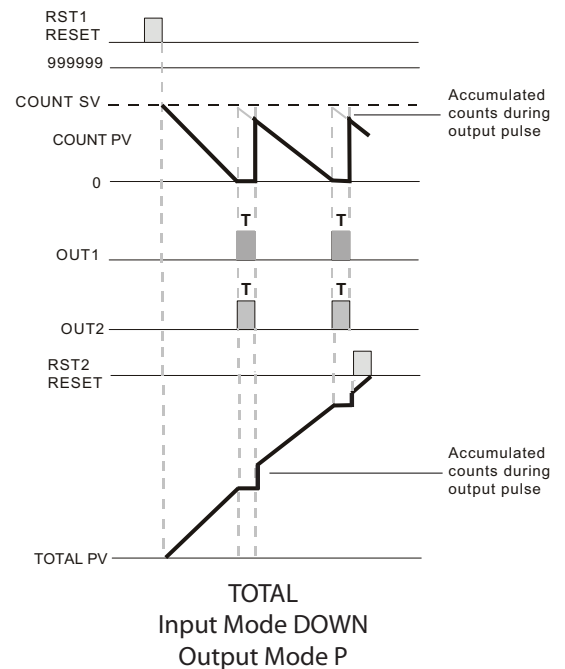 RST1
RESET
999999
COUNT SV
Accumulated
counts during
output pulse
COUNT PV
0
T
T
OUT1
T
T
OUT2
RST2
RESET
Accumulated
counts during
output pulse
TOTAL PV
TOTAL
Input Mode DOWN
Output Mode P